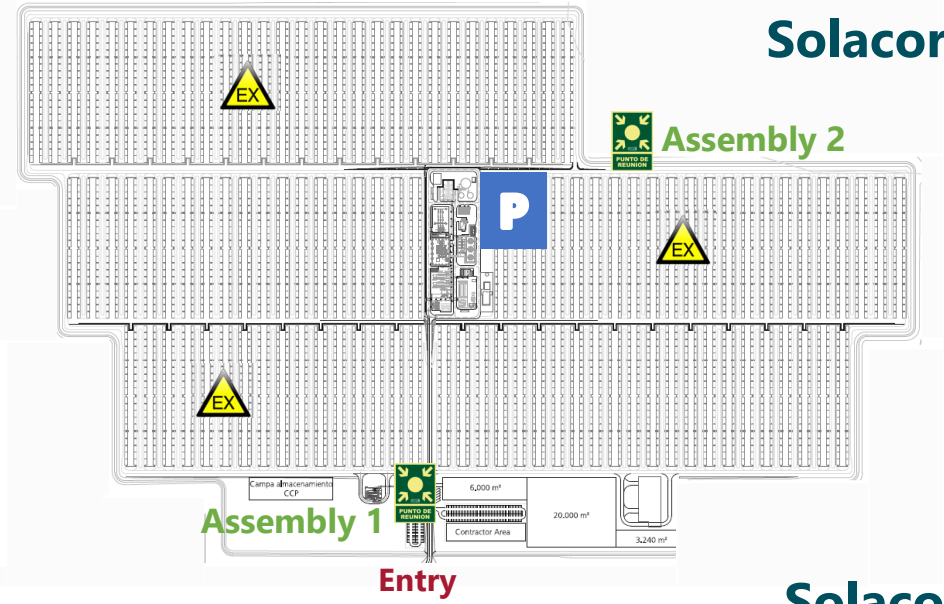 Solacor
EX
PUNTO DE
REUNION
Assembly 2
P
EX
EX
Campa almacenamiento
CCP
6,000 m²
PUNTO DE
REUNION
Assembly 1
20.000 m²
Contractor Area
3.240 m²
Entry
Solaco